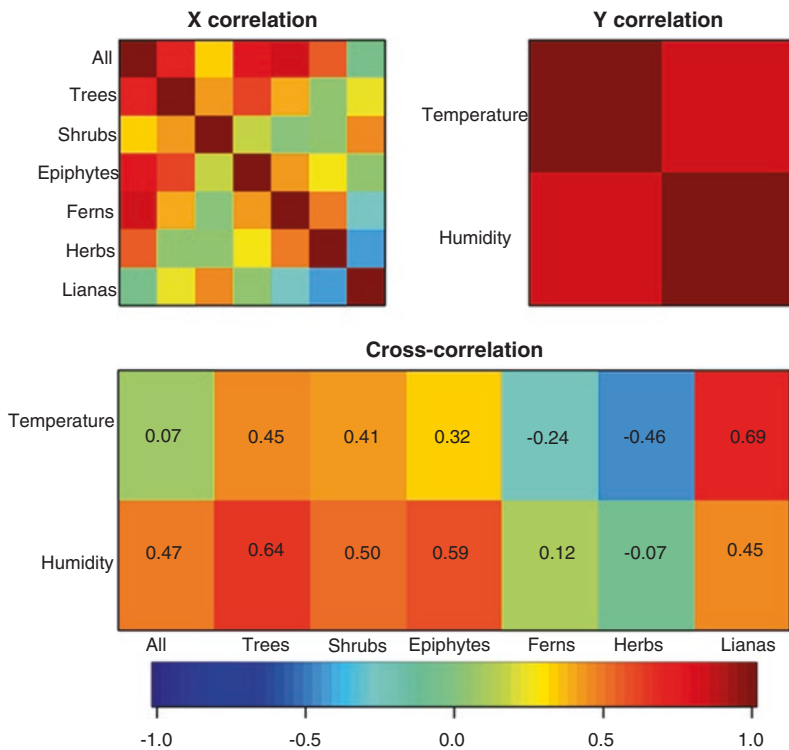 X correlation
Y correlation
All
Trees
Shrubs
Epiphytes
Ferns
Herbs
Lianas
Temperature
Humidity
Cross-correlation
Temperature
0.07 0.45 0.41 0.32 -0.24 -0.46 0.69
Humidity
0.47 0.64 0.50 0.59 0.12 -0.07 0.45
All Trees Shrubs Epiphytes Ferns Herbs Lianas
-1.0 -0.5 0.0 0.5 1.0